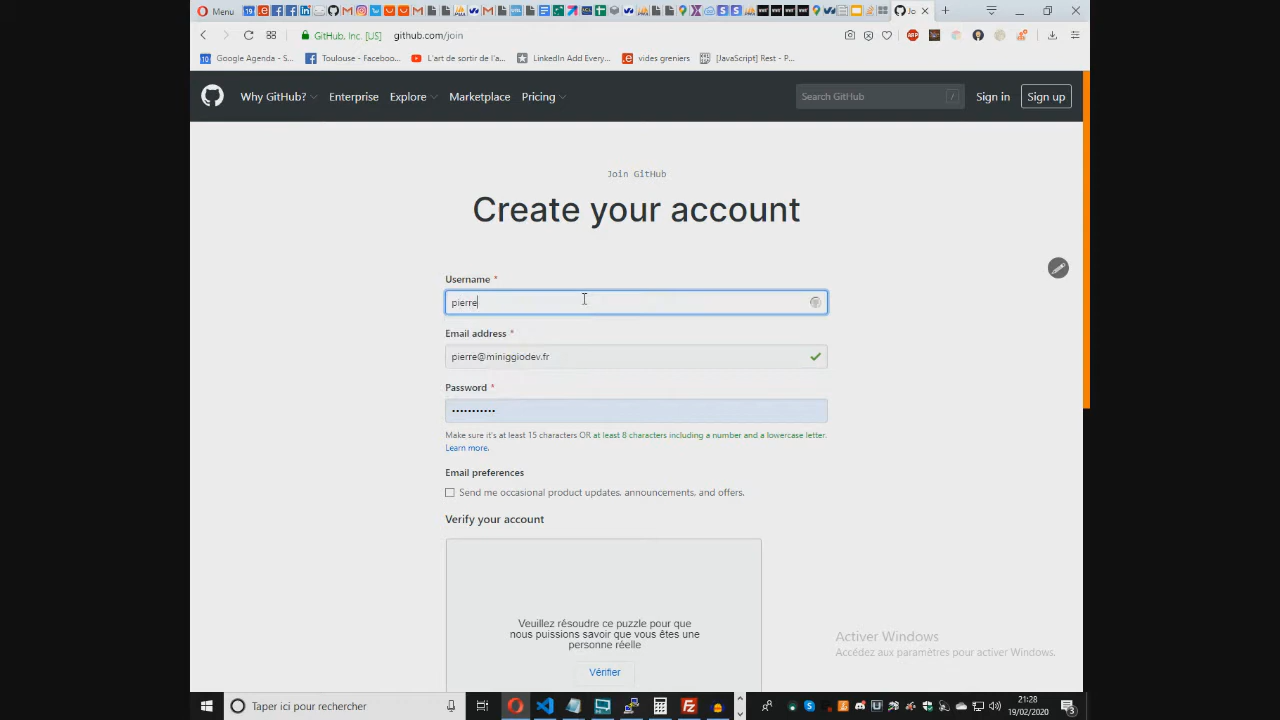 Menu
Jo
GitHub, Inc. [US]
github.com/join
Google Agenda - S...
Toulouse - Faceboo...
L'art de sortir de l'a...
LinkedIn Add Every...
vides greniers
[JavaScript] Rest - P...
Why GitHub?
Enterprise
Explore
Marketplace
Pricing
Search GitHub
/
Sign in
Sign up
Join GitHub
Create your account
Username *
pierre
Email address *
pierre@miniggiodev.fr
Password *
•••••••••••
Make sure it's at least 15 characters OR at least 8 characters including a number and a lowercase letter.
Learn more.
Email preferences
Send me occasional product updates, announcements, and offers.
Verify your account
Veuillez résoudre ce puzzle pour que
nous puissions savoir que vous êtes une
personne réelle
Vérifier
Activer Windows
Accédez aux paramètres pour activer Windows.
Taper ici pour rechercher
21:28
19/02/2020
3